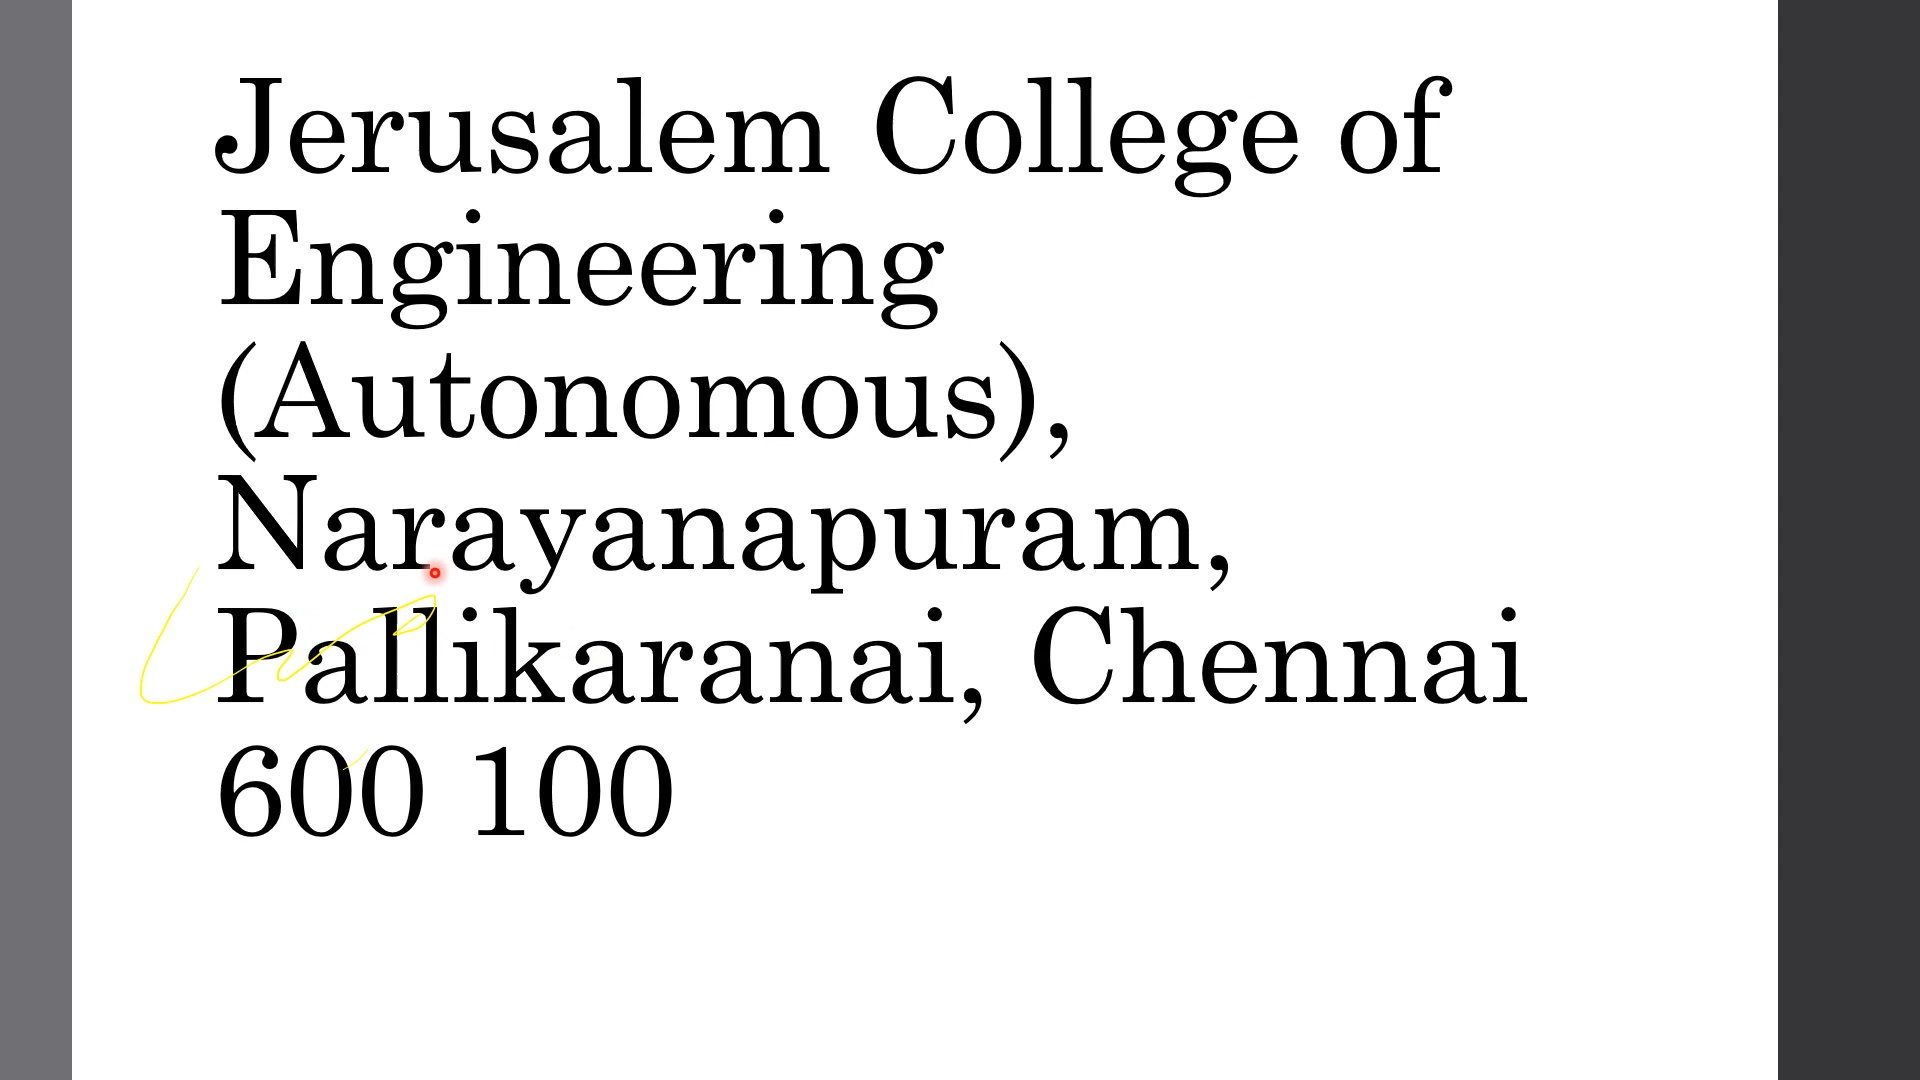 Jerusalem College of
Engineering
(Autonomous),
Narayanapuram,
Pallikaranai, Chennai
600 100